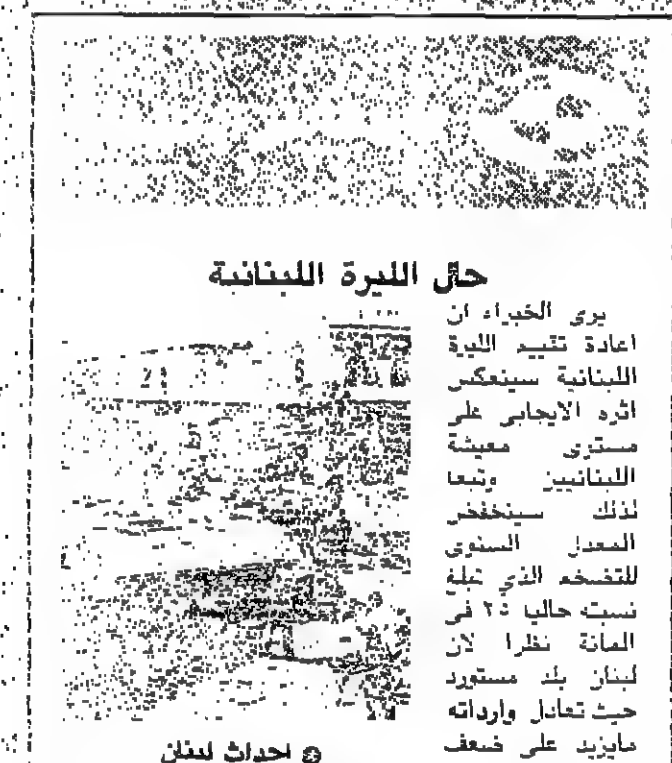 حال الليرة اللبنانية
يرى الخبراء ان
اعادة تقييم الليرة
اللبنانية سينعكس
اثره الايجابي على
مستوى معيشة
اللبنانيين وتبعا
لذلك سينخفض
المعدل السنوي
للتضخم الذي تبلغ
نسبته حاليا ٢٥ في
المائة نظرا لان
لبنان بلد مستورد
حيث تعادل وارداته
مايزيد على ضعف
احداث لبنان